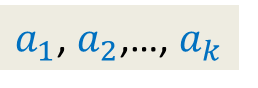 a₁, a₂,..., aₖ